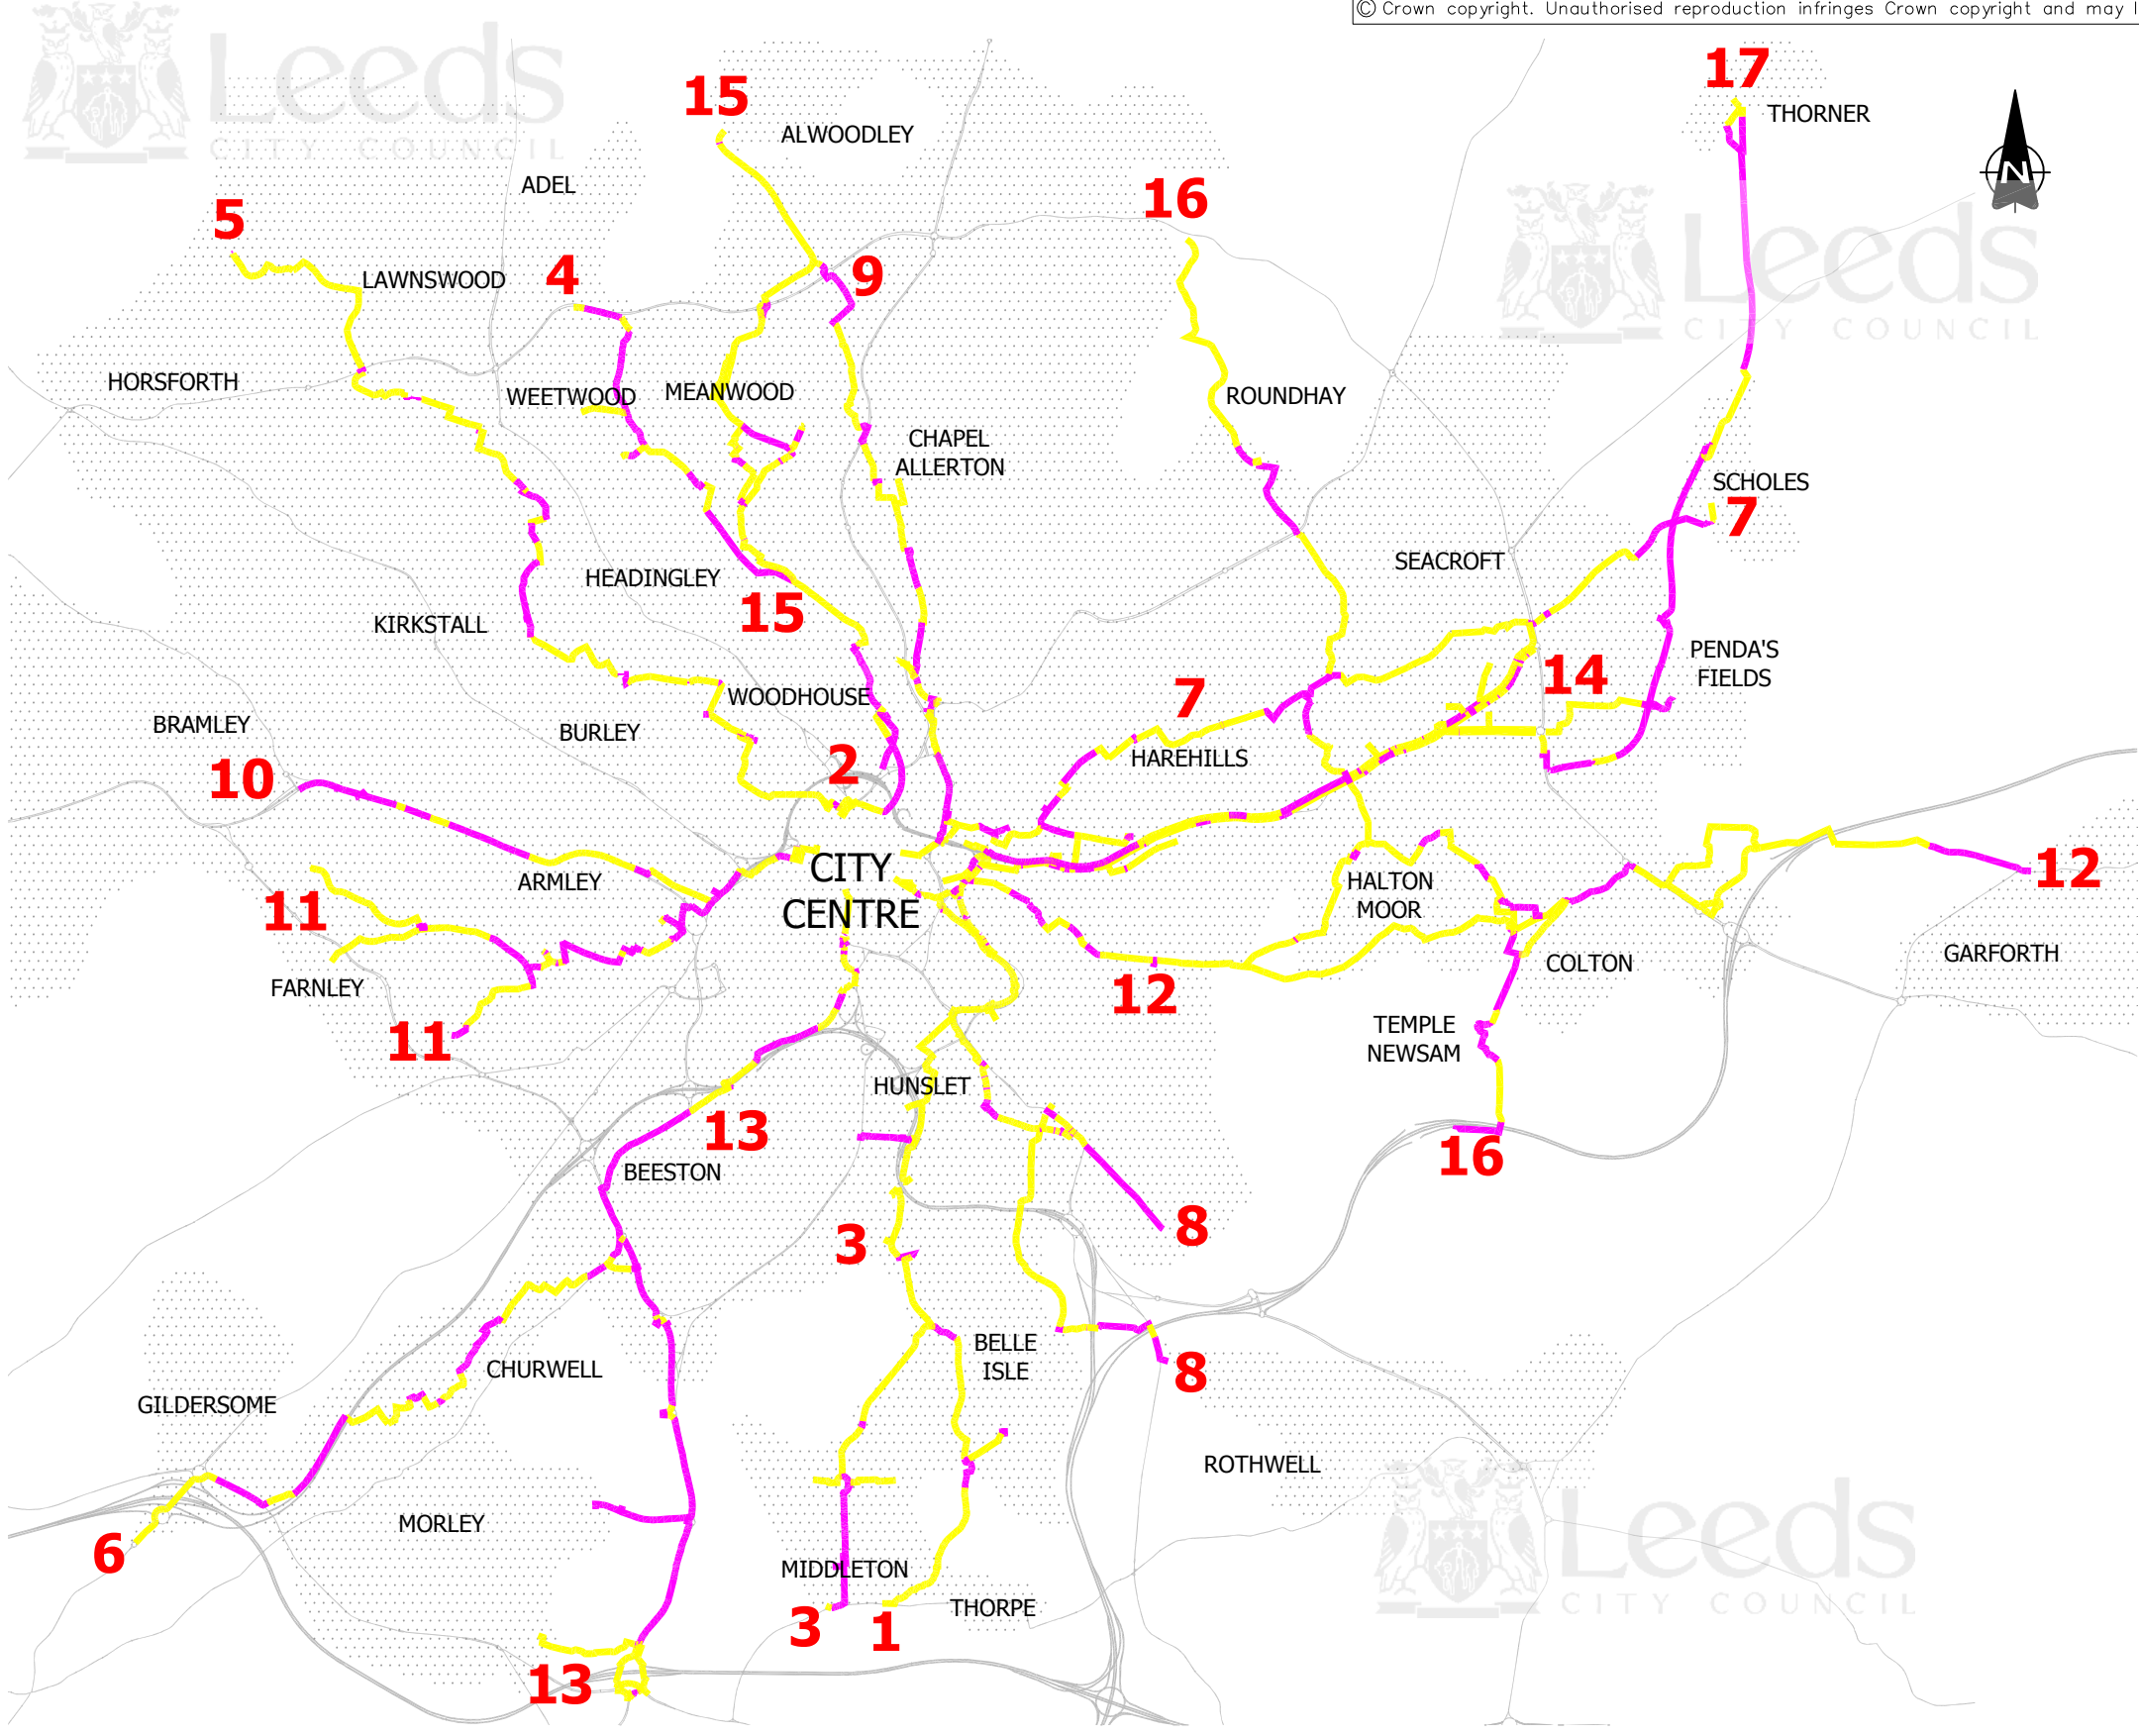 © Crown copyright. Unauthorised reproduction infringes Crown copyright and may l
Leeds
CITY COUNCIL
15
ALWOODLEY
17
THORNER
N
ADEL
16
Leeds
CITY COUNCIL
5
LAWNSWOOD
4
9
HORSFORTH
WEETWOOD
MEANWOOD
ROUNDHAY
CHAPEL
ALLERTON
SCHOLES
7
SEACROFT
HEADINGLEY
15
KIRKSTALL
PENDA'S
FIELDS
14
7
WOODHOUSE
BRAMLEY
BURLEY
HAREHILLS
10
2
CITY
CENTRE
ARMLEY
HALTON
MOOR
12
11
GARFORTH
COLTON
FARNLEY
12
11
TEMPLE
NEWSAM
HUNSLET
13
BEESTON
16
8
3
BELLE
ISLE
8
CHURWELL
GILDERSOME
ROTHWELL
Leeds
CITY COUNCIL
MORLEY
6
MIDDLETON
THORPE
3
1
13